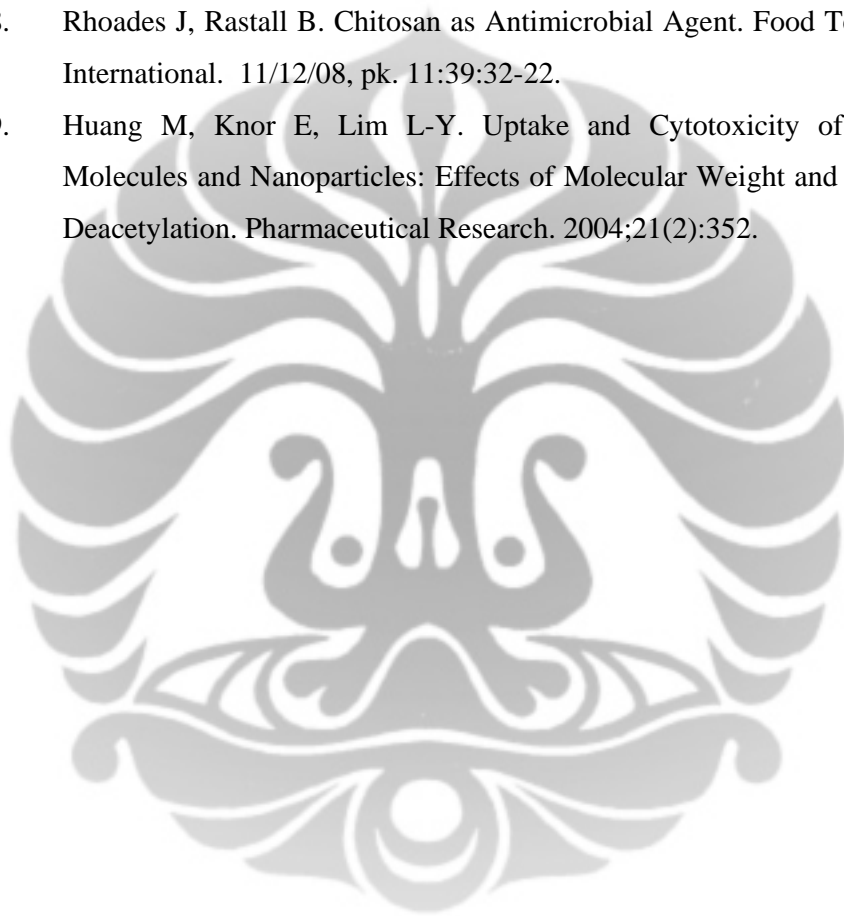 Rhoades J, Rastall B. Chitosan as Antimicrobial Agent. Food
International. 11/12/08, pk. 11:39:32-22.
Huang M, Knor E, Lim L-Y. Uptake and Cytotoxicity of
Molecules and Nanoparticles: Effects of Molecular Weight and
Deacetylation. Pharmaceutical Research. 2004;21(2):352.